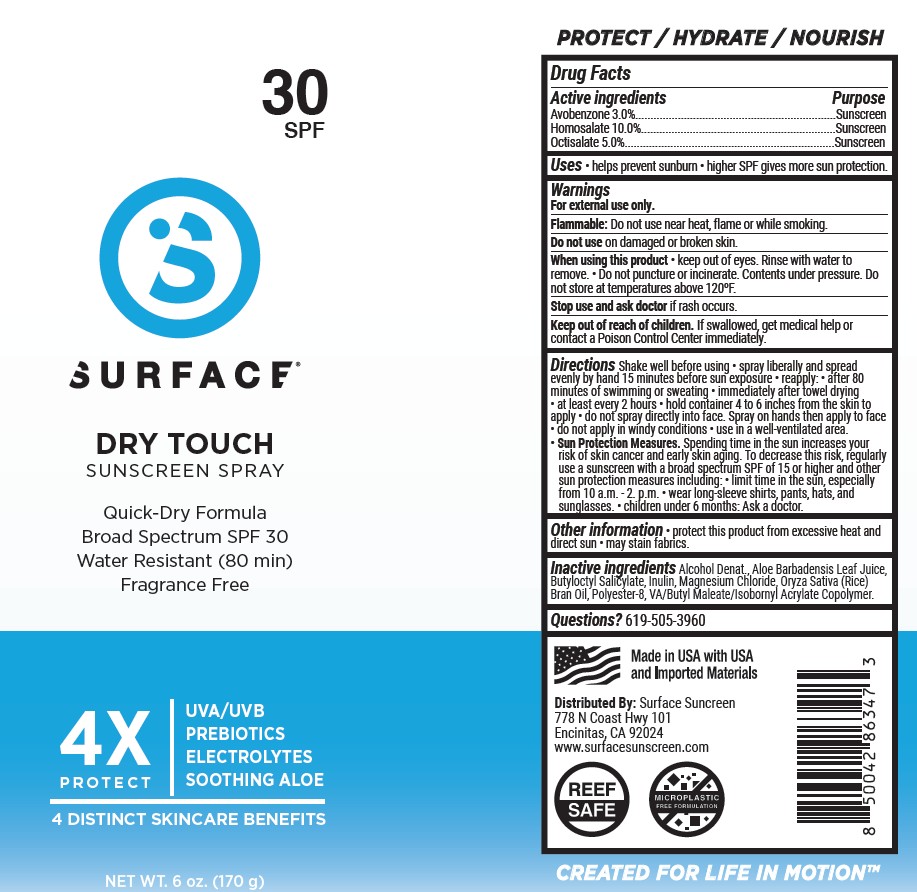 30
SPF
S
SURFACE®
DRY TOUCH
SUNSCREEN SPRAY
Quick-Dry Formula
Broad Spectrum SPF 30
Water Resistant (80 min)
Fragrance Free
4X
PROTECT
UVA/UVB
PREBIOTICS
ELECTROLYTES
SOOTHING ALOE
4 DISTINCT SKINCARE BENEFITS
NET WT. 6 oz. (170 g)
PROTECT / HYDRATE / NOURISH
Drug Facts
Active ingredients Purpose
Avobenzone 3.0%...Sunscreen
Homosalate 10.0%...Sunscreen
Octisalate 5.0%...Sunscreen
Uses • helps prevent sunburn • higher SPF gives more sun protection.
Warnings
For external use only.
Flammable: Do not use near heat, flame or while smoking.
Do not use on damaged or broken skin.
When using this product • keep out of eyes. Rinse with water to
remove. • Do not puncture or incinerate. Contents under pressure. Do
not store at temperatures above 120ºF.
Stop use and ask doctor if rash occurs.
Keep out of reach of children. If swallowed, get medical help or
contact a Poison Control Center immediately.
Directions Shake well before using • spray liberally and spread
evenly by hand 15 minutes before sun exposure • reapply: • after 80
minutes of swimming or sweating • immediately after towel drying
• at least every 2 hours • hold container 4 to 6 inches from the skin to
apply • do not spray directly into face. Spray on hands then apply to face
• do not apply in windy conditions • use in a well-ventilated area.
• Sun Protection Measures. Spending time in the sun increases your
risk of skin cancer and early skin aging. To decrease this risk, regularly
use a sunscreen with a broad spectrum SPF of 15 or higher and other
sun protection measures including: • limit time in the sun, especially
from 10 a.m. - 2. p.m. • wear long-sleeve shirts, pants, hats, and
sunglasses. • children under 6 months: Ask a doctor.
Other information • protect this product from excessive heat and
direct sun • may stain fabrics.
Inactive ingredients Alcohol Denat., Aloe Barbadensis Leaf Juice,
Butyloctyl Salicylate, Inulin, Magnesium Chloride, Oryza Sativa (Rice)
Bran Oil, Polyester-8, VA/Butyl Maleate/Isobornyl Acrylate Copolymer.
Questions? 619-505-3960
Made in USA with USA
and Imported Materials
Distributed By: Surface Suncreen
778 N Coast Hwy 101
Encinitas, CA 92024
www.surfacesunscreen.com
REEF
SAFE
MICROPLASTIC
FREE FORMULATION
8 50042 86347 3
CREATED FOR LIFE IN MOTION™